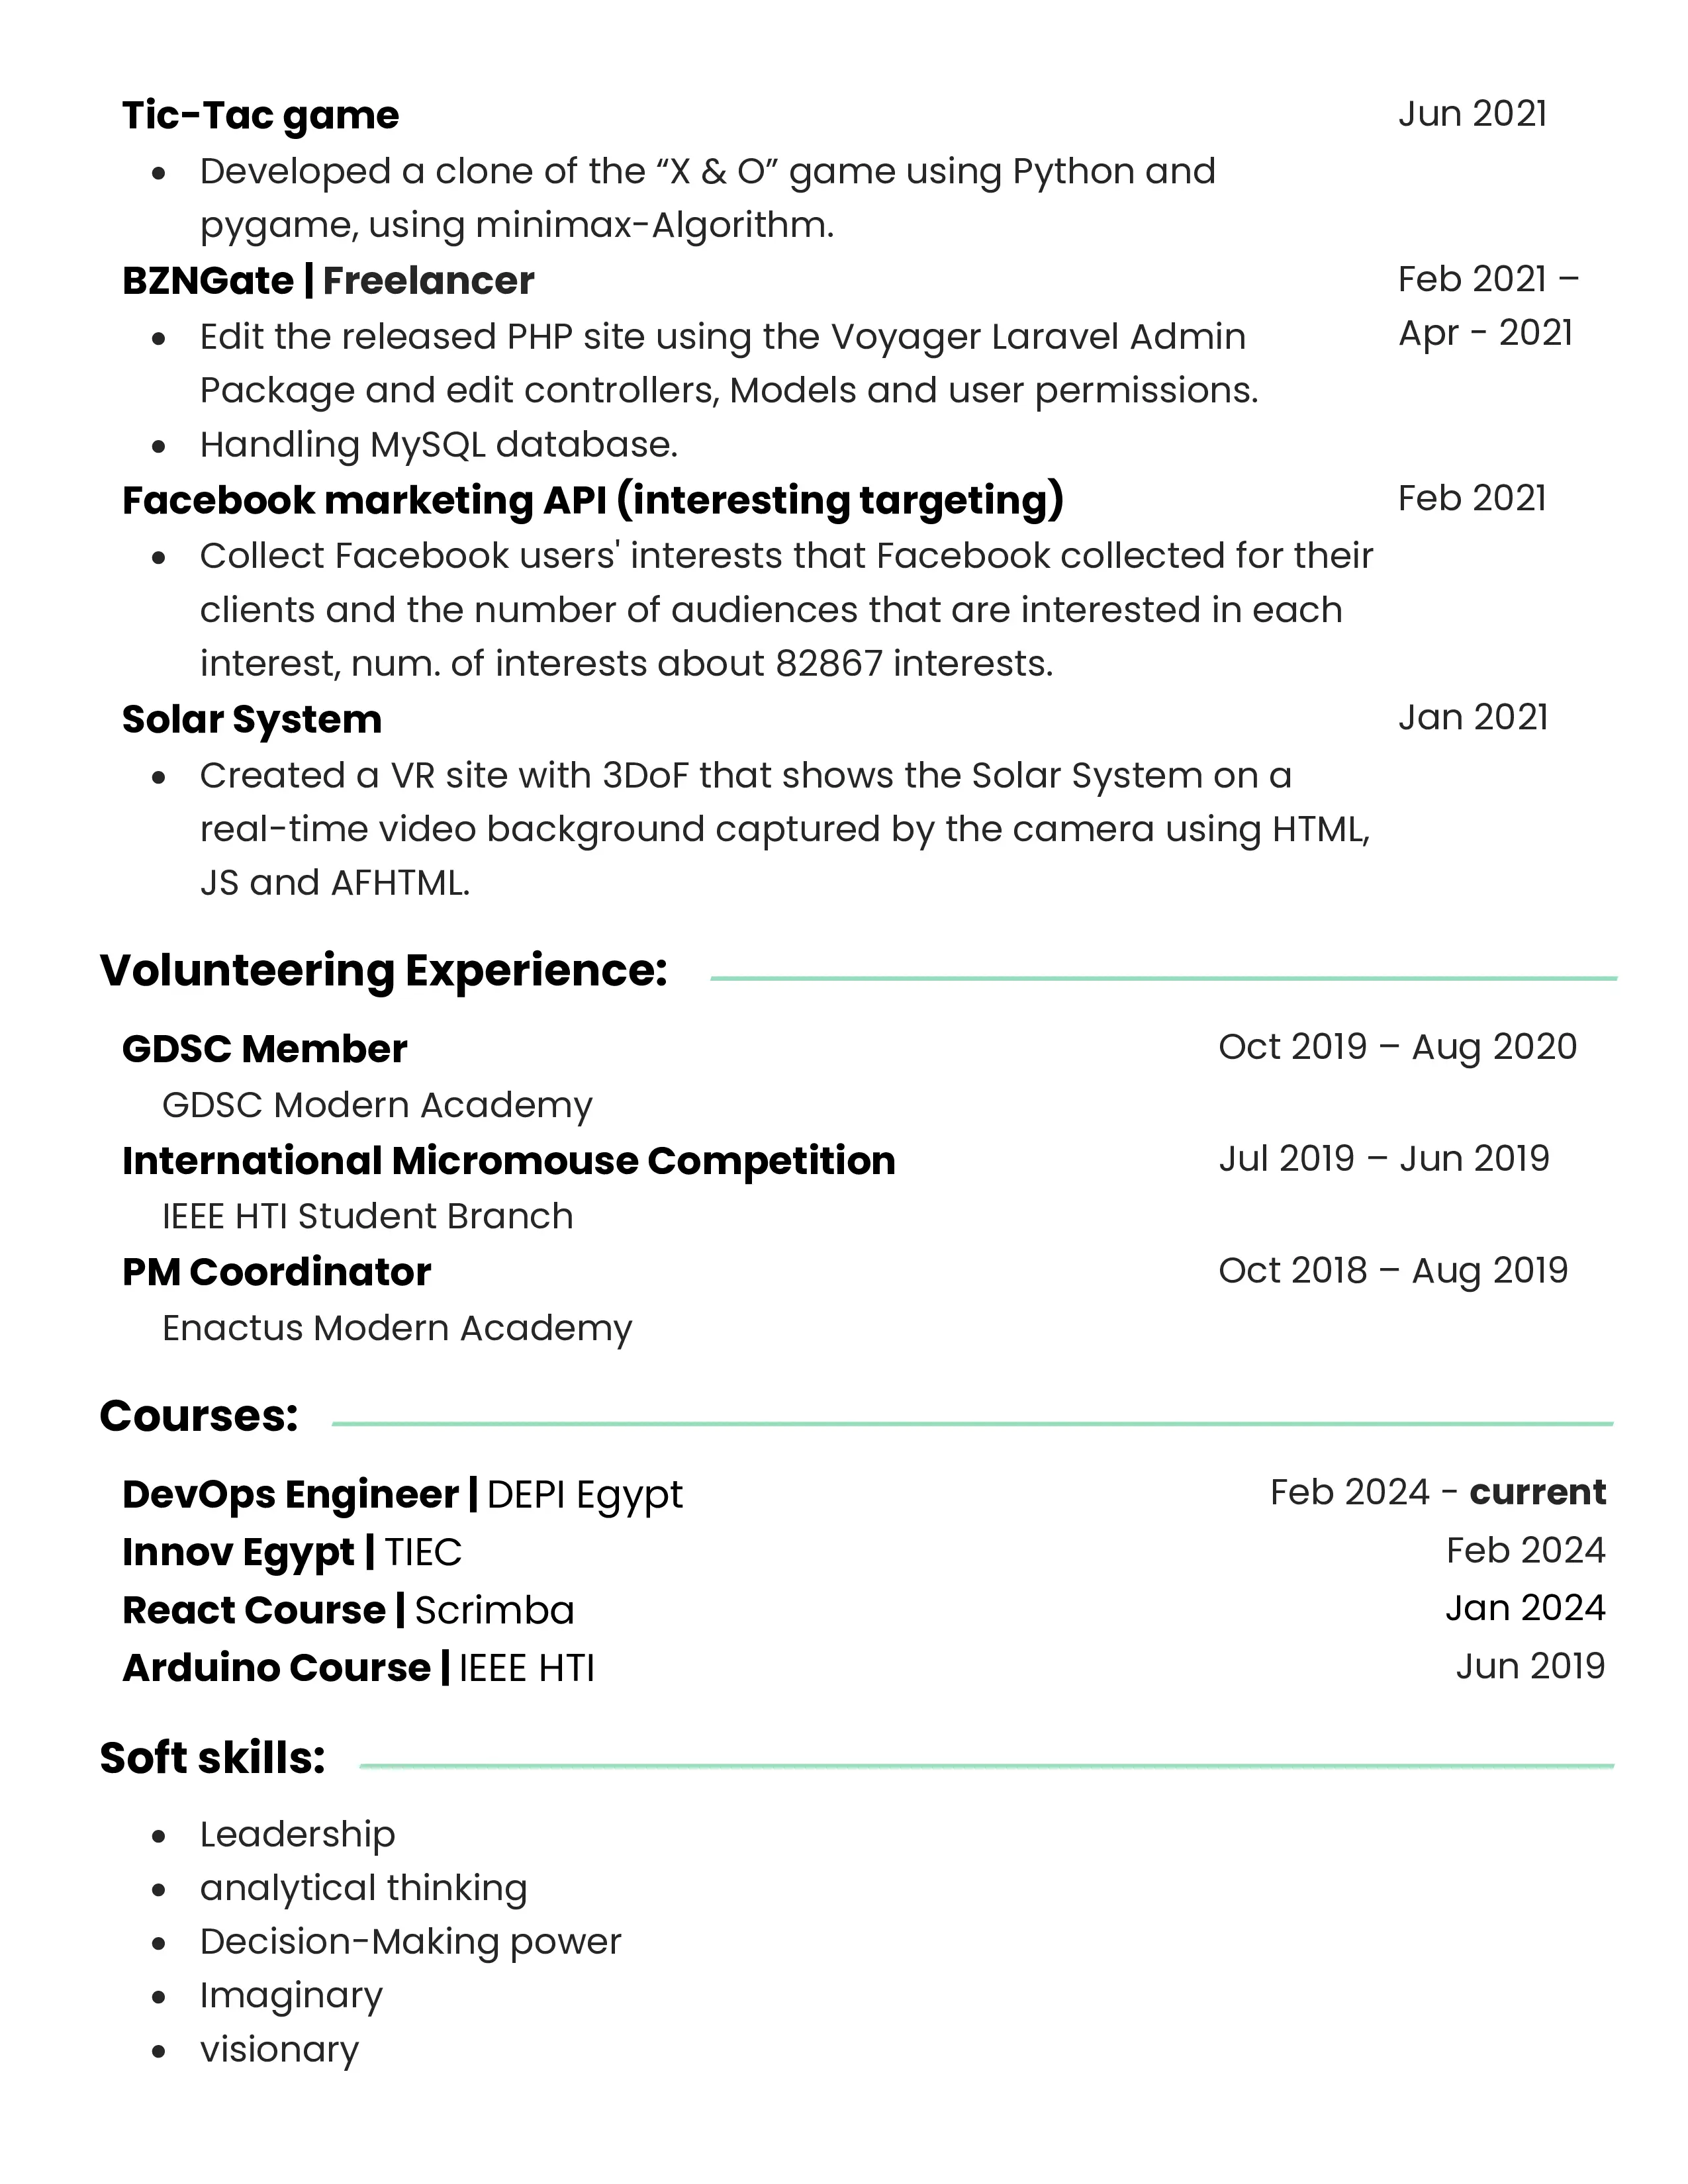 Tic-Tac game Jun 2021
• Developed a clone of the “X & O” game using Python and
pygame, using minimax-Algorithm.
BZNGate | Freelancer Feb 2021 –
• Edit the released PHP site using the Voyager Laravel Admin Apr - 2021
Package and edit controllers, Models and user permissions.
• Handling MySQL database.
Facebook marketing API (interesting targeting) Feb 2021
• Collect Facebook users' interests that Facebook collected for their
clients and the number of audiences that are interested in each
interest, num. of interests about 82867 interests.
Solar System Jan 2021
• Created a VR site with 3DoF that shows the Solar System on a
real-time video background captured by the camera using HTML,
JS and AFHTML.
Volunteering Experience:
GDSC Member Oct 2019 – Aug 2020
GDSC Modern Academy
International Micromouse Competition Jul 2019 – Jun 2019
IEEE HTI Student Branch
PM Coordinator Oct 2018 – Aug 2019
Enactus Modern Academy
Courses:
DevOps Engineer | DEPI Egypt Feb 2024 - current
Innov Egypt | TIEC Feb 2024
React Course | Scrimba Jan 2024
Arduino Course | IEEE HTI Jun 2019
Soft skills:
• Leadership
• analytical thinking
• Decision-Making power
• Imaginary
• visionary